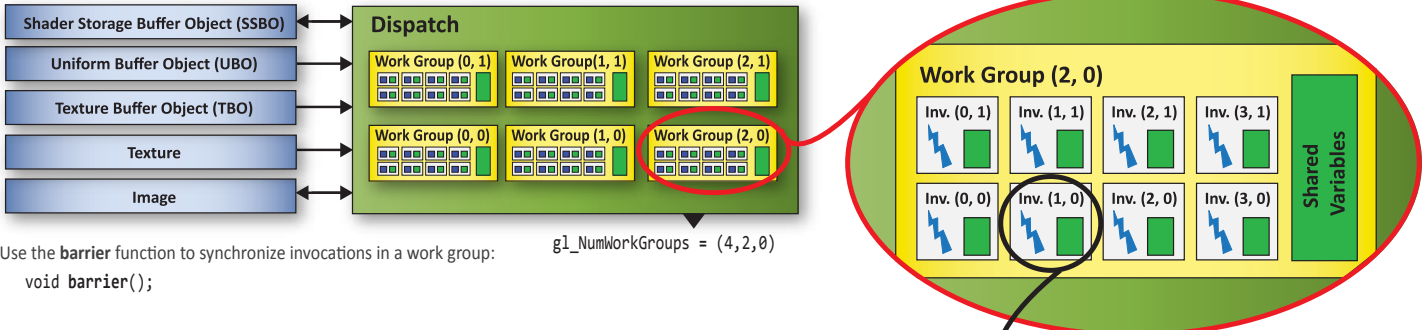 Shader Storage Buffer Object (SSBO)
Uniform Buffer Object (UBO)
Texture Buffer Object (TBO)
Texture
Image
Dispatch
Work Group (0, 1)
Work Group(1, 1)
Work Group (2, 1)
Work Group (0, 0)
Work Group (1, 0)
Work Group (2, 0)
gl_NumWorkGroups = (4,2,0)
Use the barrier function to synchronize invocations in a work group:
void barrier();
Work Group (2, 0)
Inv. (0, 1)
Inv. (1, 1)
Inv. (2, 1)
Inv. (3, 1)
Inv. (0, 0)
Inv. (1, 0)
Inv. (2, 0)
Inv. (3, 0)
Shared
Variables